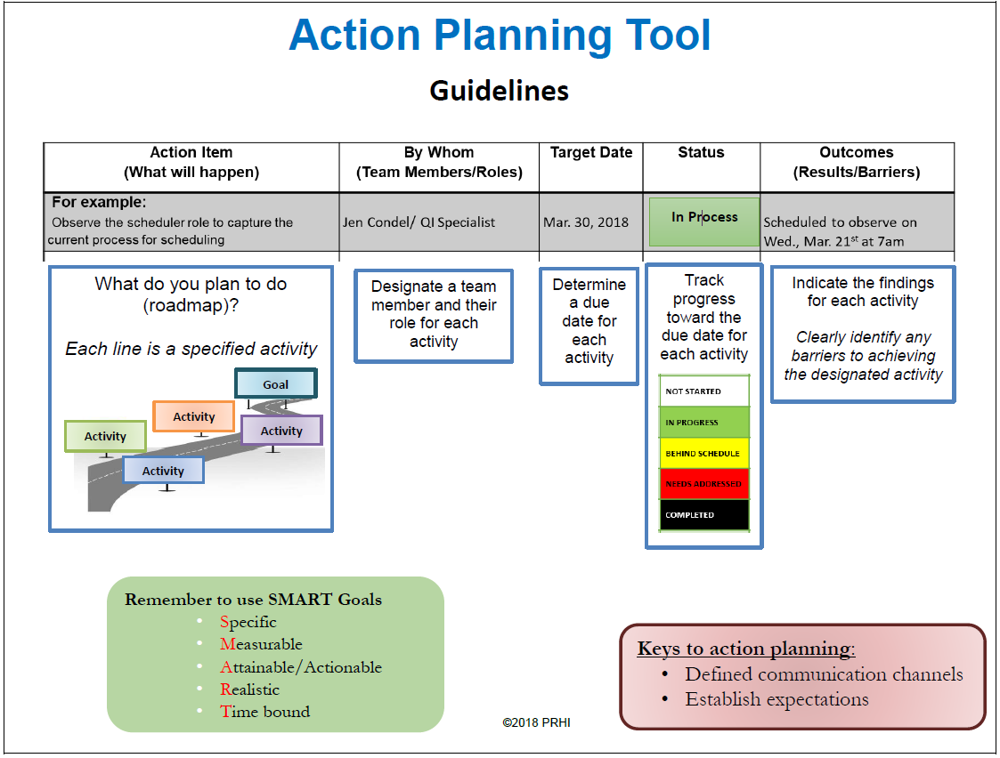 Action Planning Tool
Guidelines
Action Item
(What will happen)
By Whom
(Team Members/Roles)
Target Date
Status
Outcomes
(Results/Barriers)
For example:
Observe the scheduler role to capture the
current process for scheduling
Jen Condel/ QI Specialist
Mar. 30, 2018
In Process
Scheduled to observe on
Wed., Mar. 21st at 7am
What do you plan to do
(roadmap)?
Each line is a specified activity
Goal
Activity
Activity
Activity
Activity
Designate a team
member and their
role for each
activity
Determine
a due
date for
each
activity
Track
progress
toward the
due date for
each activity
NOT STARTED
IN PROGRESS
BEHIND SCHEDULE
NEEDS ADDRESSED
COMPLETED
Indicate the findings
for each activity
Clearly identify any
barriers to achieving
the designated activity
Remember to use SMART Goals
• Specific
• Measurable
• Attainable/Actionable
• Realistic
• Time bound
©2018 PRHI
Keys to action planning:
• Defined communication channels
• Establish expectations